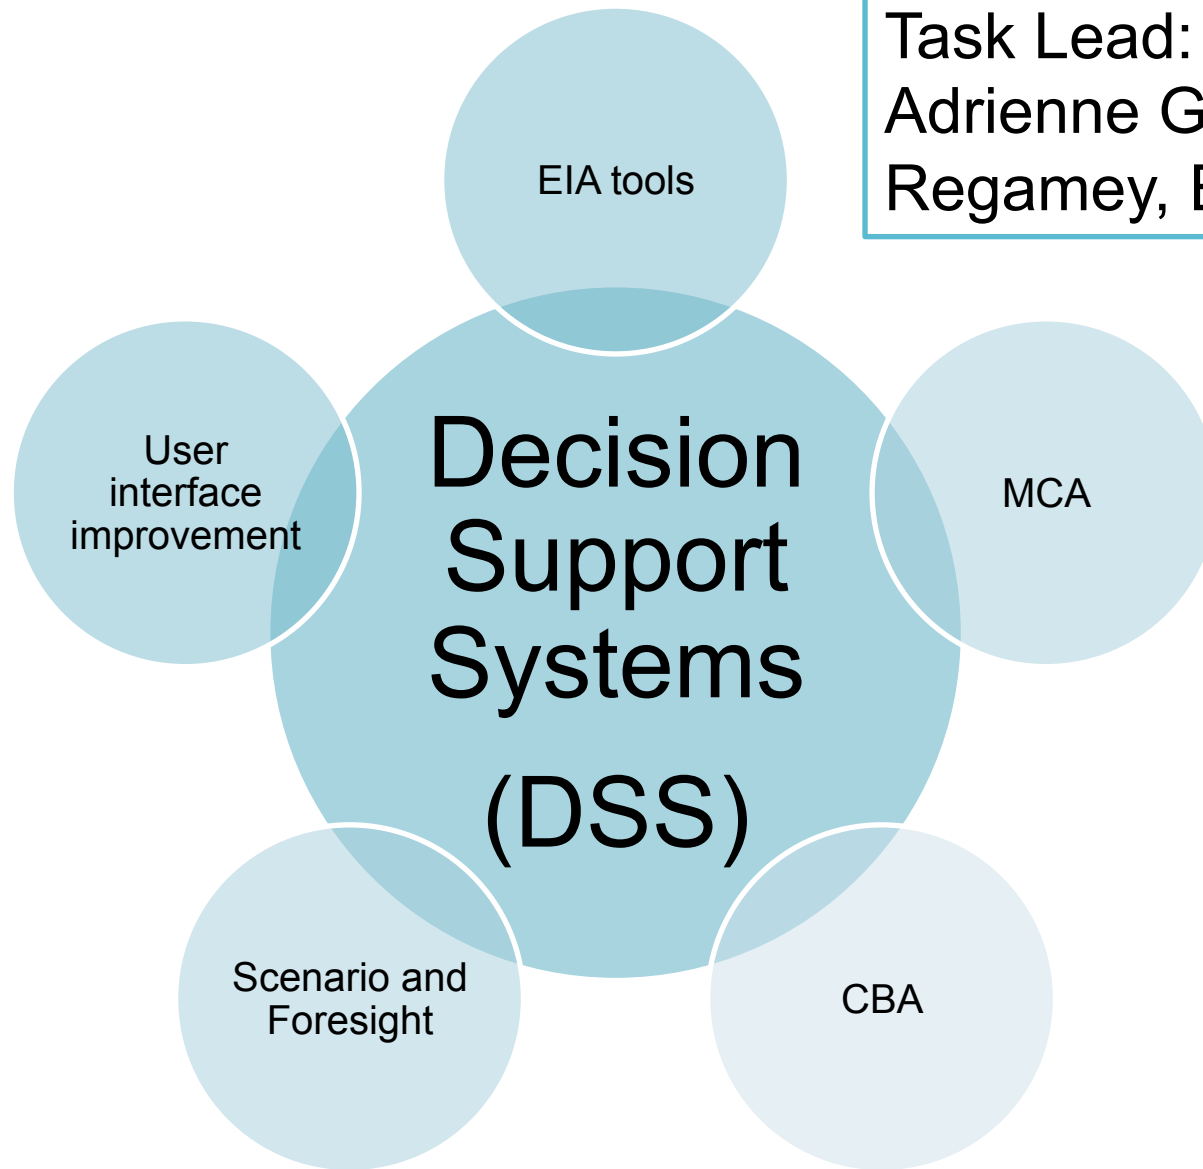 Task Lead:
Adrienne G
Regamey, E
EIA tools
User
interface
improvement
Decision
Support
Systems
(DSS)
MCA
Scenario and
Foresight
CBA